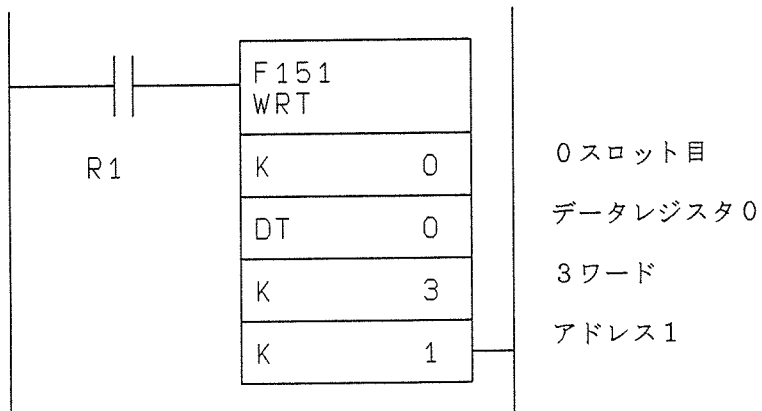 F151
WRT
R1
K 0 0スロット目
DT 0 データレジスタ0
K 3 3ワード
K 1 アドレス1